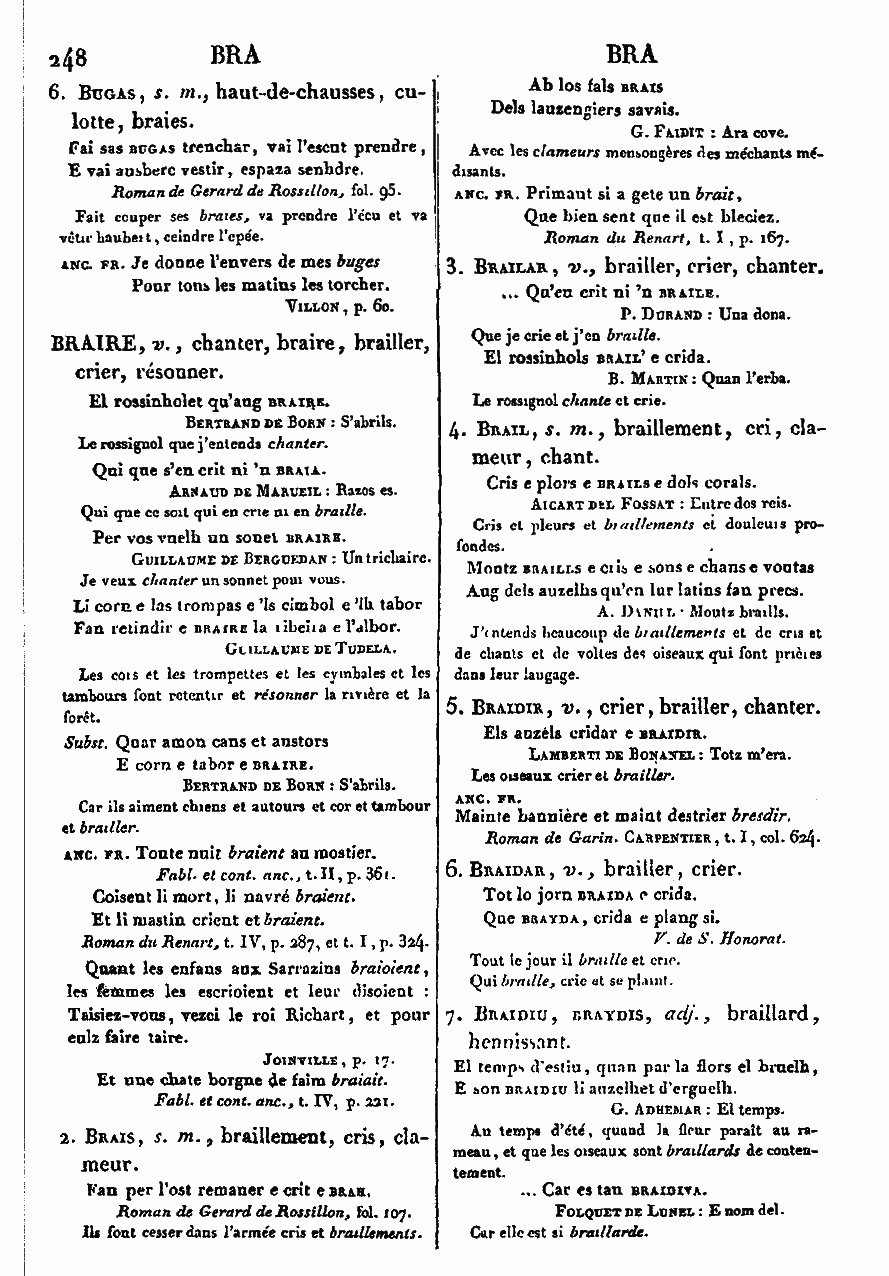 248 BRA BRA
6. Bugas, s. m., haut-de-chausses, cu-
lotte, braies.
Fai sas bugas trenchar, vai l'escut prendre,
E vai ausberc vestir, espaza senhdre.
Roman de Gerard de Rossillon, fol. 95.
Fait couper ses braies, va prendre l'écu et va
vêtir haubert, ceindre l'epée.
anc. fr. Je donne l'envers de mes buges
Pour tous les matins les torcher.
Villon, p. 60.
BRAIRE, v., chanter, braire, brailler,
crier, résonner.
El rossinholet qu'aug braire.
Bertrand de Born : S'abrils.
Le rossignol que j'entends chanter.
Qui que s'en crit ni 'n braia.
Arnaud de Marueil : Razos es.
Qui que ce soit qui en crie ni en braille.
Per vos vuelh un sonet braire.
Guillaume de Berguedan : Un trichaire.
Je veux chanter un sonnet pour vous.
Li corn e las trompas e 'ls cimbol e 'lh tabor
Fan retindir e braire la ribeira e l'albor.
Guillaume de Tudela.
Les cors et les trompettes et les cymbales et les
tambours font retentir et résonner la rivière et la
forêt.
Subst. Quar amon cans et austors
E corn e tabor e braire.
Bertrand de Born : S'abrils.
Car ils aiment chiens et autours et cor et tambour
et brailler.
anc. fr. Toute nuit braient au mostier.
Fabl. et cont. anc., t. II, p. 361.
Coisent li mort, li navré braient.
Et li mastin crient et braient.
Roman du Renart, t. IV, p. 287, et t. I, p. 324.
Quant les enfans aux Sarrazins braioient,
les femmes les escrioient et leur disoient :
Taisiez-vous, vezci le roi Richart, et pour
eulz faire taire.
Joinville, p. 17.
Et une chate borgne de faim braiait.
Fabl. et cont. anc., t. IV, p. 221.
2. Brais, s. m., braillement, cris, cla-
meur.
Fan per l'ost remaner e crit e brah.
Roman de Gerard de Rossillon, fol. 107.
Ils font cesser dans l'armée cris et braillements.
Ab los fals brais
Dels lauzengiers savais.
G. Faidit : Ara cove.
Avec les clameurs mensongères des méchants mé-
disants.
anc. fr. Primaut si a gete un brait,
Que bien sent que il est bleciez.
Roman du Renart, t. I, p. 167.
3. Brailar, v., brailler, crier, chanter.
... Qu'en crit ni 'n braile.
P. Durand : Una dona.
Que je crie et j'en braille.
El rossinhols brail' e crida.
B. Martin : Quan l'erba.
Le rossignol chante et crie.
4. Brail, s. m., braillement, cri, cla-
meur, chant.
Cris e plors e brails e dols corals.
Aicart del Fossat : Entre dos reis.
Cris et pleurs et braillements et douleurs pro-
fondes.
Moutz braills e cris e sons e chans e voutas
Aug dels auzelhs qu'en lur latins fan precs.
A. Daniel : Moutz braills.
J'entends beaucoup de braillements et de cris et
de chants et de voltes des oiseaux qui font prières
dans leur laugage.
5. Braidir, v., crier, brailler, chanter.
Els auzéls cridar e braidir.
Lamberti de Bonanel : Totz m'era.
Les oiseaux crier et brailler.
anc. fr.
Mainte bannière et maint destrier bresdir.
Roman de Garin. Carpentier, t. I, col. 624.
6. Braidar, v., brailler, crier.
Tot lo jorn braida e crida.
Que brayda, crida e plang si.
V. de S. Honorat.
Tout le jour il braille et crie.
Qui braille, crie et se plaint.
7. Braidiu, braydis, adj., braillard,
hennissant.
El temps d'estiu, quan par la flors el bruelh,
E son braidiu li auzelhet d'erguelh.
G. Adhemar : El temps.
Au temps d'été, quand la fleur paraît au ra-
meau, et que les oiseaux sont braillards de conten-
tement.
... Car es tan braidiva.
Folquet de Lunel : E nom del.
Car elle est si braillarde.